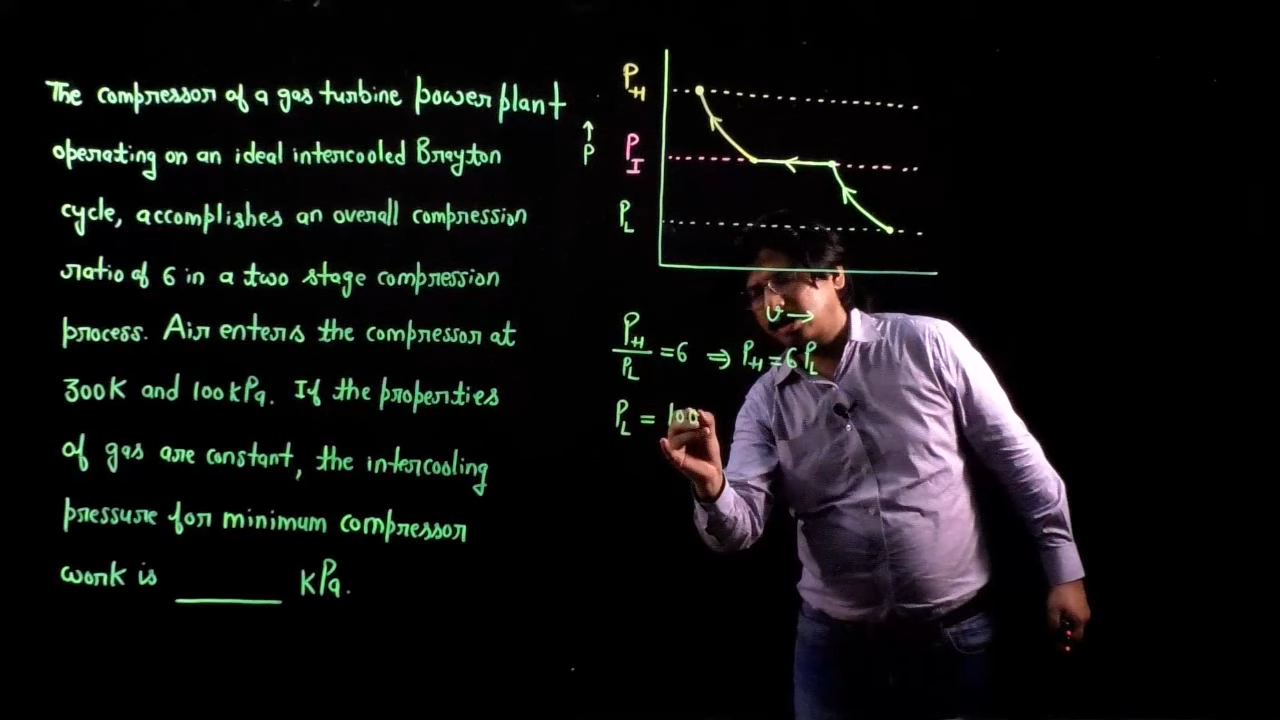 The compressor of a gas turbine power plant
operating on an ideal intercooled Brayton
cycle, accomplishes an overall compression
ratio of 6 in a two stage compression
process. Air enters the compressor at
300K and 100kPa. If the properties
of gas are constant, the intercooling
pressure for minimum compressor
work is ______ kPa.
P_H
↑
P
P_I
P_L
v →
P_H/P_L = 6 ⇒ P_H = 6 P_L
P_L = 100